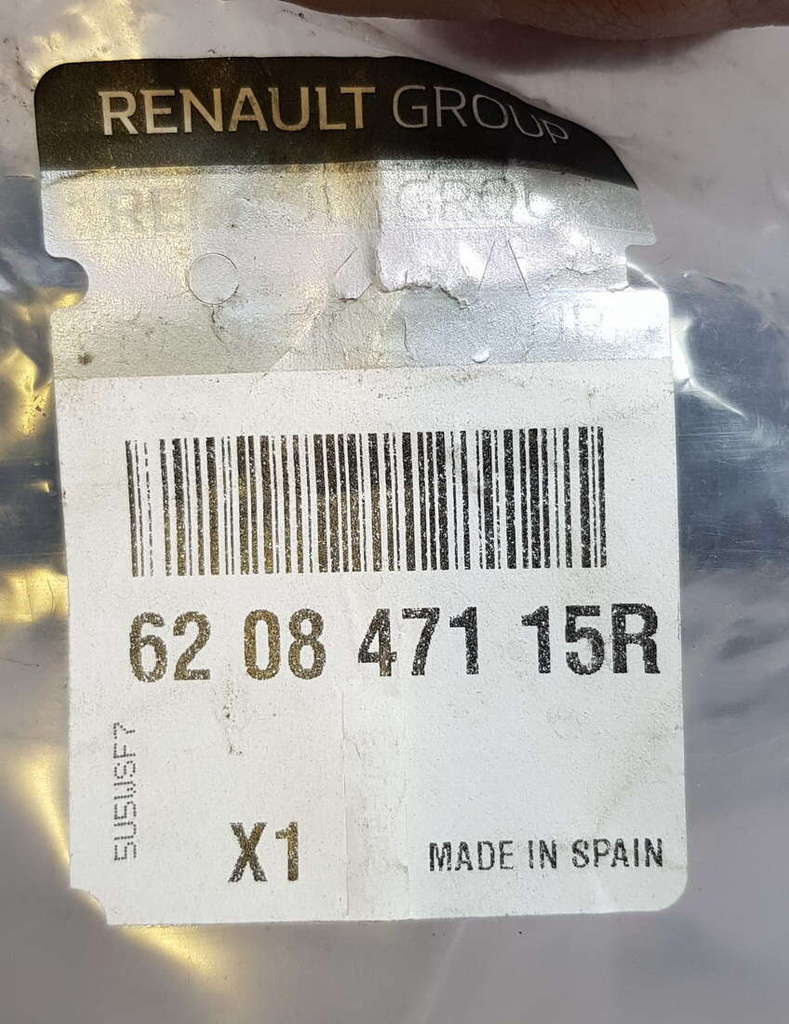 RENAULT GROUP
62 08 471 15R
5U5WSF7
X1
MADE IN SPAIN